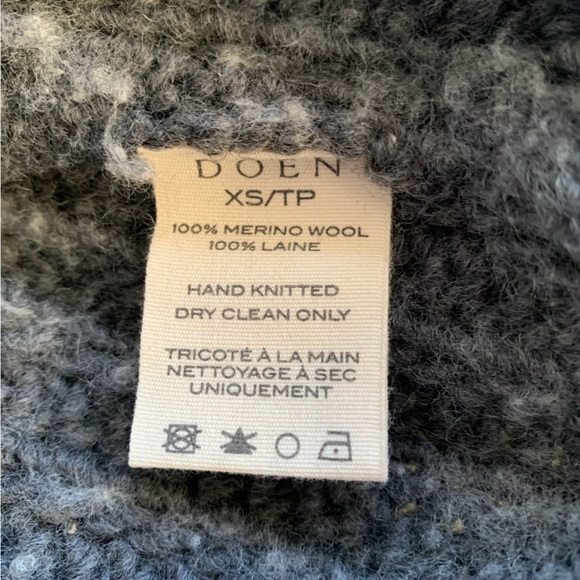 DOEN
XS/TP
100% MERINO WOOL
100% LAINE
HAND KNITTED
DRY CLEAN ONLY
TRICOTÉ À LA MAIN
NETTOYAGE À SEC
UNIQUEMENT